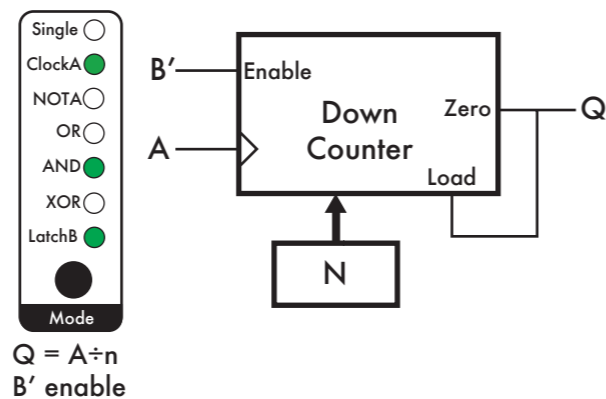 Single
ClockA
NOTA
OR
AND
XOR
LatchB
Mode
Q = A÷n
B′ enable
B′
A
Enable
Down
Counter
Zero
Load
Q
N